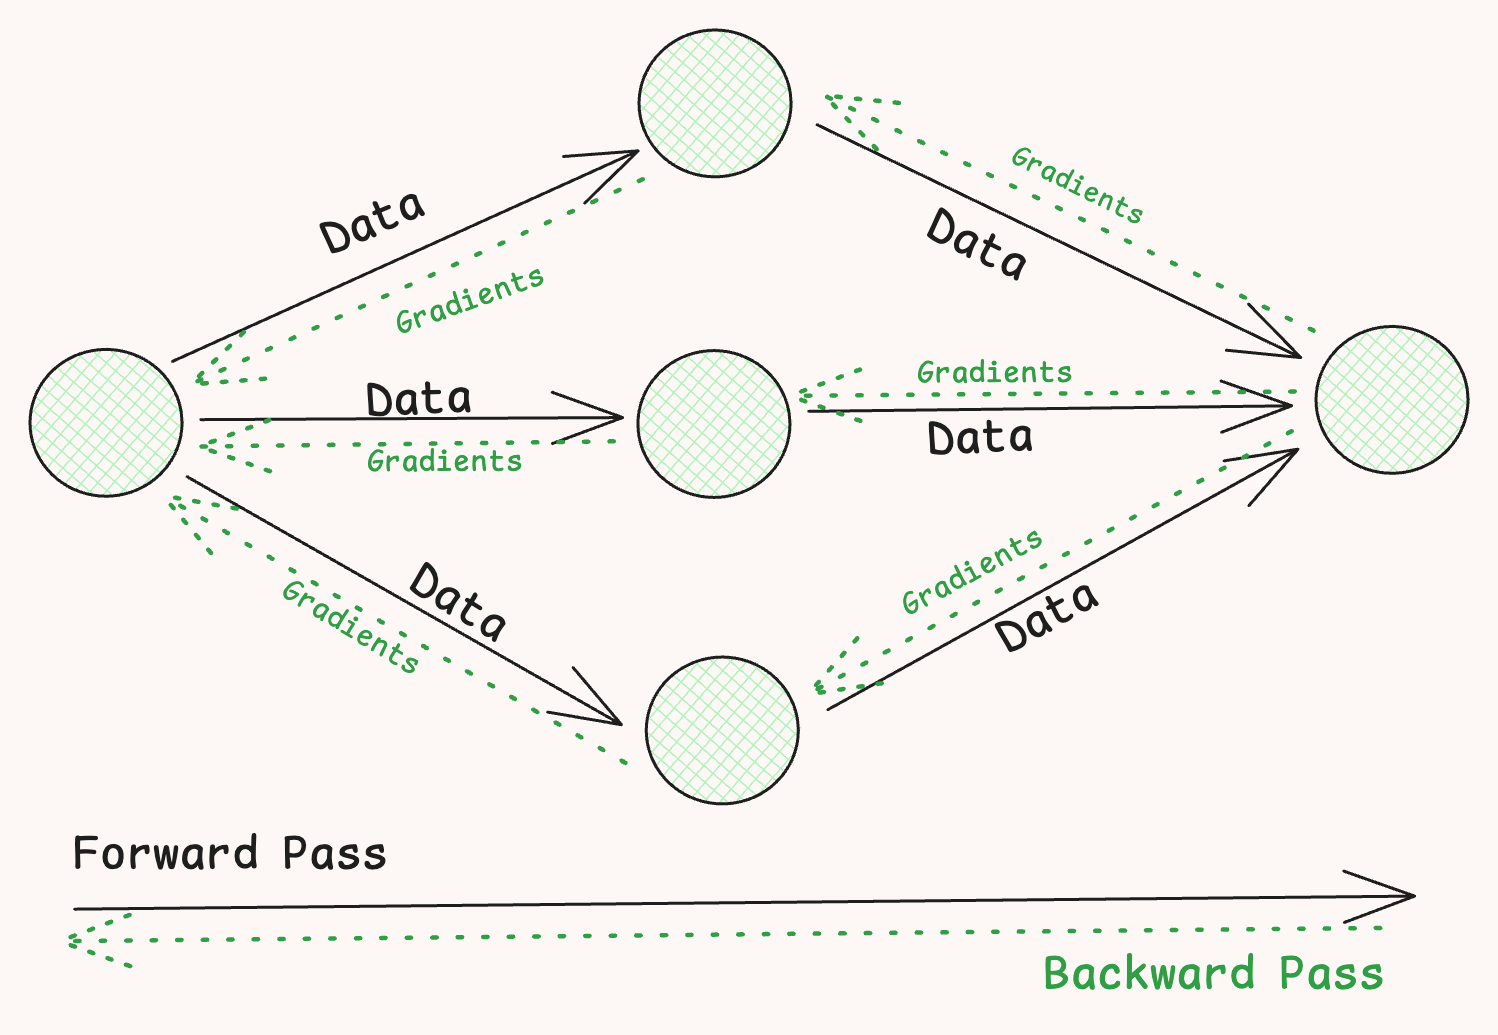 Data
Gradients
Gradients
Data
Data
Gradients
Gradients
Data
Data
Gradients
Gradients
Data
Forward Pass
Backward Pass